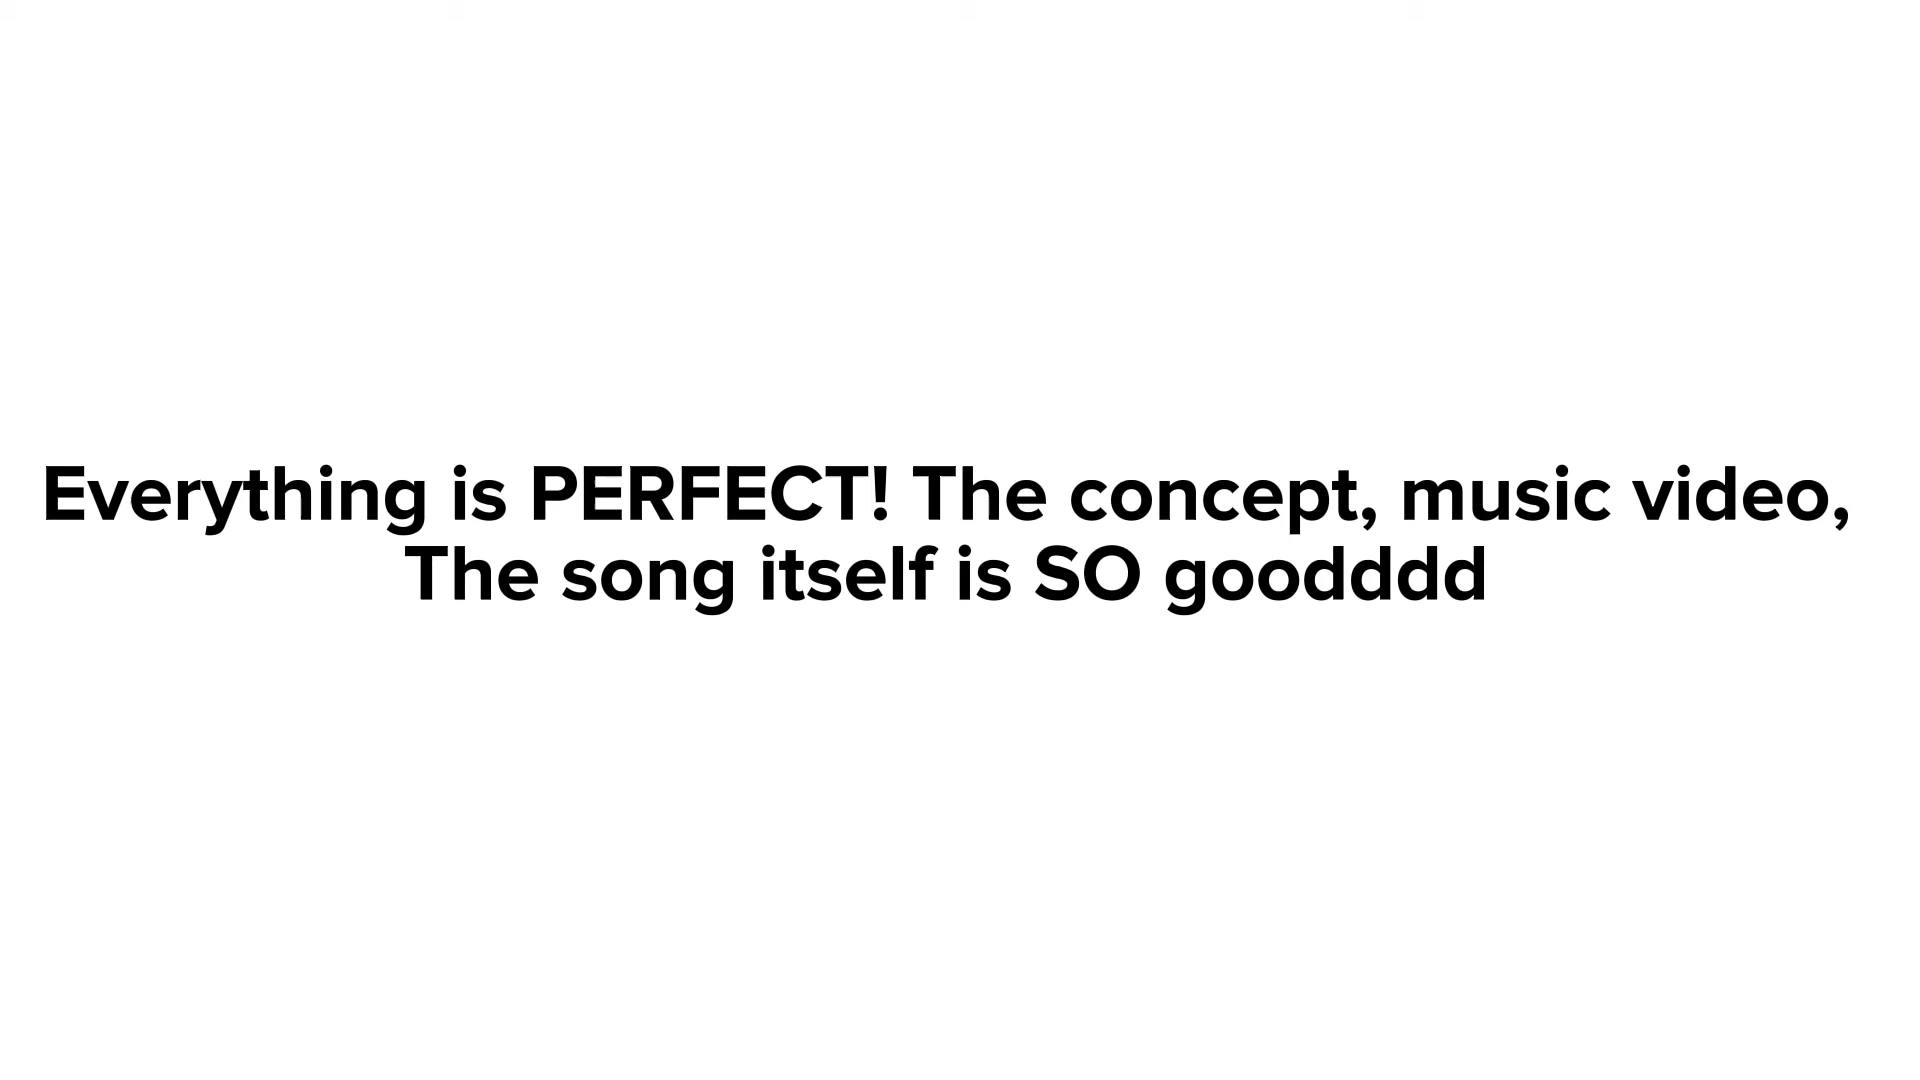 Everything is PERFECT! The concept, music video,
The song itself is SO goodddd